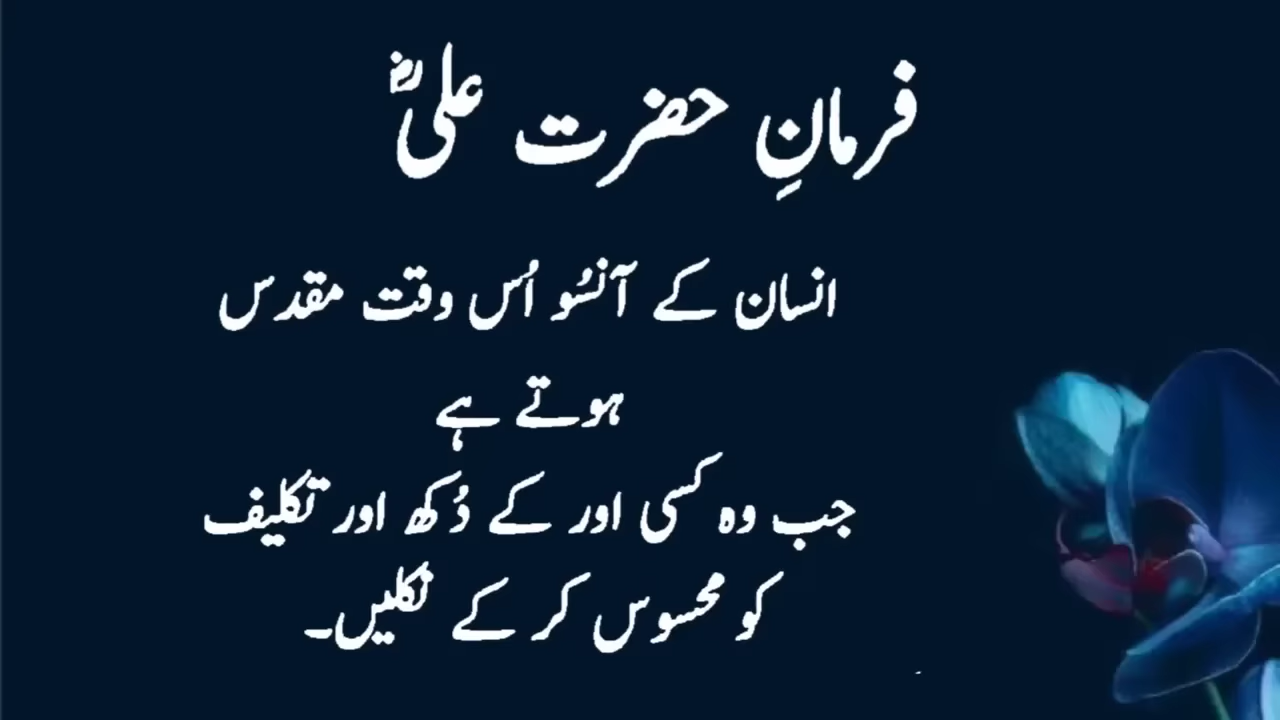 فرمانِ حضرت علیؓ
انسان کے آنسُو اُس وقت مقدس
ہوتے ہے
جب وہ کسی اور کے دُکھ اور تکلیف
کو محسوس کر کے نکلیں۔